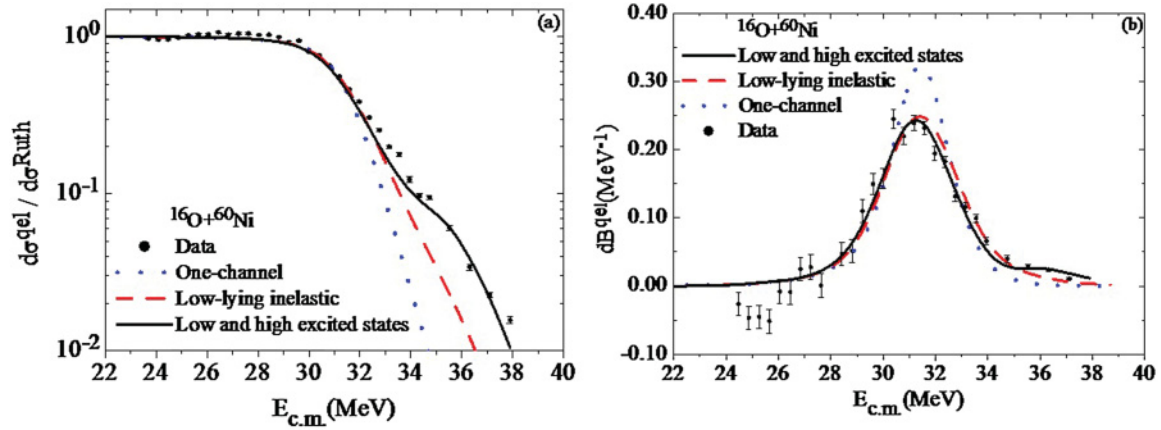 (a)
10⁰
10⁻¹
10⁻²
dσ^qel / dσ^Ruth
¹⁶O+⁶⁰Ni
Data
One-channel
Low-lying inelastic
Low and high excited states
22 24 26 28 30 32 34 36 38 40
E_c.m.(MeV)
(b)
0.40
0.30
0.20
0.10
0.00
-0.10
dB^qel(MeV⁻¹)
¹⁶O+⁶⁰Ni
Low and high excited states
Low-lying inelastic
One-channel
Data
22 24 26 28 30 32 34 36 38 40
E_c.m.(MeV)